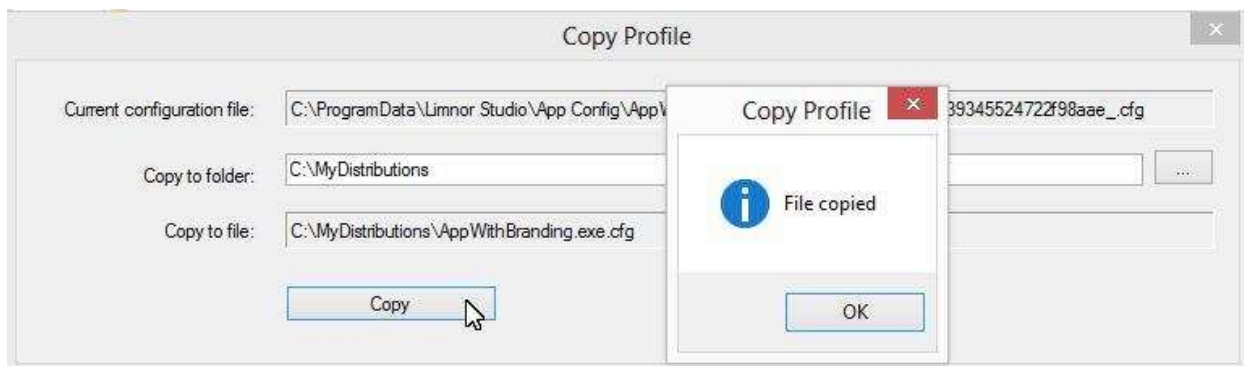 Copy Profile
Current configuration file: C:\ProgramData\Limnor Studio\App Config\App 39345524722f98aae_.cfg
Copy Profile
Copy to folder: C:\MyDistributions ...
File copied
Copy to file: C:\MyDistributions\AppWithBranding.exe.cfg
Copy
OK